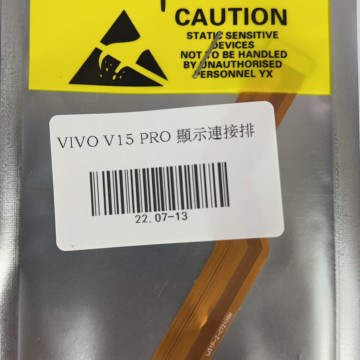 CAUTION
STATIC SENSITIVE
DEVICES
NOT TO BE HANDLED
BY UNAUTHORISED
PERSONNEL YX
VIVO V15 PRO 顯示連接排
22.07-13